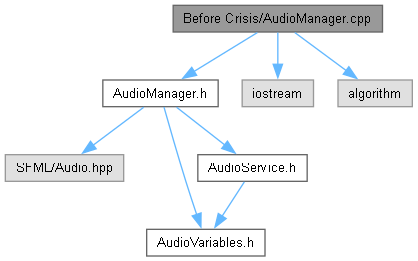 Before Crisis/AudioManager.cpp
AudioManager.h
iostream
algorithm
SFML/Audio.hpp
AudioService.h
AudioVariables.h